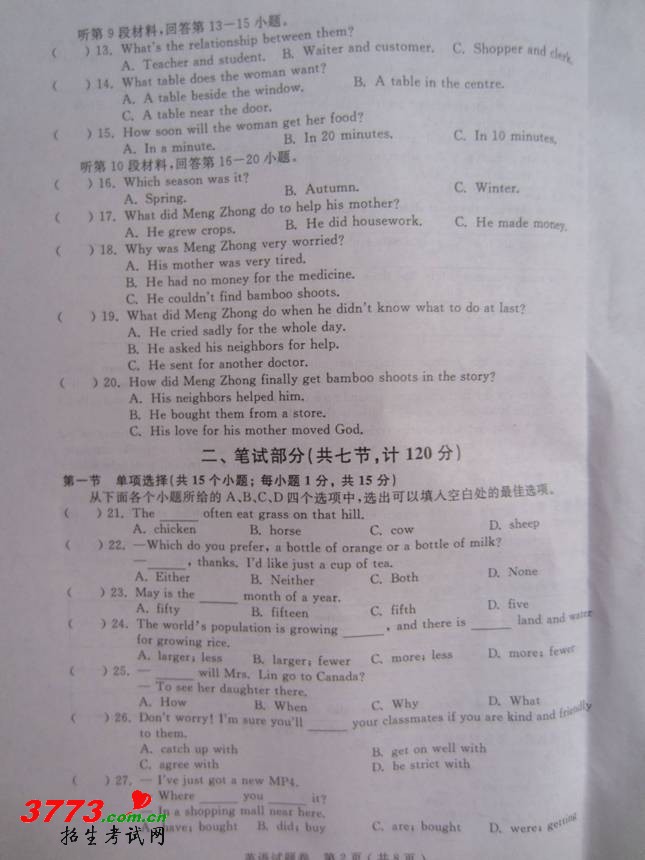 听第 9 段材料,回答第 13—15 小题。
( ) 13. What's the relationship between them?
A. Teacher and student. B. Waiter and customer. C. Shopper and clerk.
( ) 14. What table does the woman want?
A. A table beside the window. B. A table in the centre.
C. A table near the door.
( ) 15. How soon will the woman get her food?
A. In a minute. B. In 20 minutes. C. In 10 minutes.
听第 10 段材料,回答第 16—20 小题。
( ) 16. Which season was it?
A. Spring. B. Autumn. C. Winter.
( ) 17. What did Meng Zhong do to help his mother?
A. He grew crops. B. He did housework. C. He made money.
( ) 18. Why was Meng Zhong very worried?
A. His mother was very tired.
B. He had no money for the medicine.
C. He couldn't find bamboo shoots.
( ) 19. What did Meng Zhong do when he didn't know what to do at last?
A. He cried sadly for the whole day.
B. He asked his neighbors for help.
C. He sent for another doctor.
( ) 20. How did Meng Zhong finally get bamboo shoots in the story?
A. His neighbors helped him.
B. He bought them from a store.
C. His love for his mother moved God.
二、笔试部分(共七节,计 120 分)
第一节 单项选择(共 15 个小题;每小题 1 分,共 15 分)
从下面各个小题所给的 A、B、C、D 四个选项中,选出可以填入空白处的最佳选项。
( ) 21. The ______ often eat grass on that hill.
A. chicken B. horse C. cow D. sheep
( ) 22. —Which do you prefer, a bottle of orange or a bottle of milk?
—______, thanks. I'd like just a cup of tea.
A. Either B. Neither C. Both D. None
( ) 23. May is the ______ month of a year.
A. fifty B. fifteen C. fifth D. five
( ) 24. The world's population is growing ______, and there is ______ land and water
for growing rice.
A. larger; less B. larger; fewer C. more; less D. more; fewer
( ) 25. — ______ will Mrs. Lin go to Canada?
— To see her daughter there.
A. How B. When C. Why D. What
( ) 26. Don't worry! I'm sure you'll ______ your classmates if you are kind and friendly
to them.
A. catch up with B. get on well with
C. agree with D. be strict with
( ) 27. — I've just got a new MP4.
— Where ______ you ______ it?
— In a shopping mall near here.
A. have; bought B. did; buy C. are; bought D. were; getting
英语试题卷 第 2 页 (共 8 页)
3773.com.cn
招生考试网